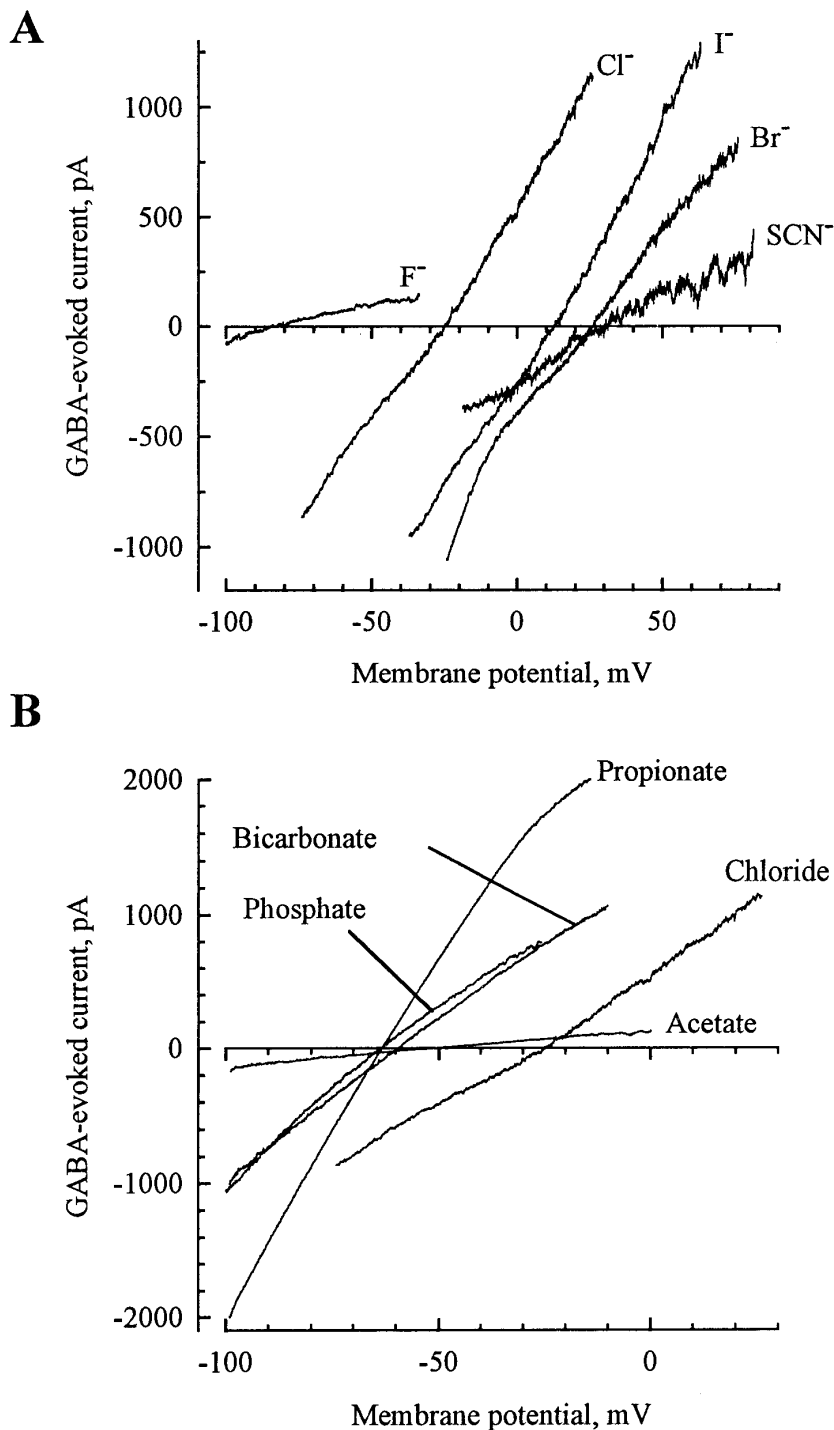 A
Cl⁻
I⁻
Br⁻
SCN⁻
F⁻
1000
500
0
-500
-1000
GABA-evoked current, pA
-100
-50
0
50
Membrane potential, mV
B
Propionate
Bicarbonate
Phosphate
Chloride
Acetate
2000
1000
0
-1000
-2000
GABA-evoked current, pA
-100
-50
0
Membrane potential, mV